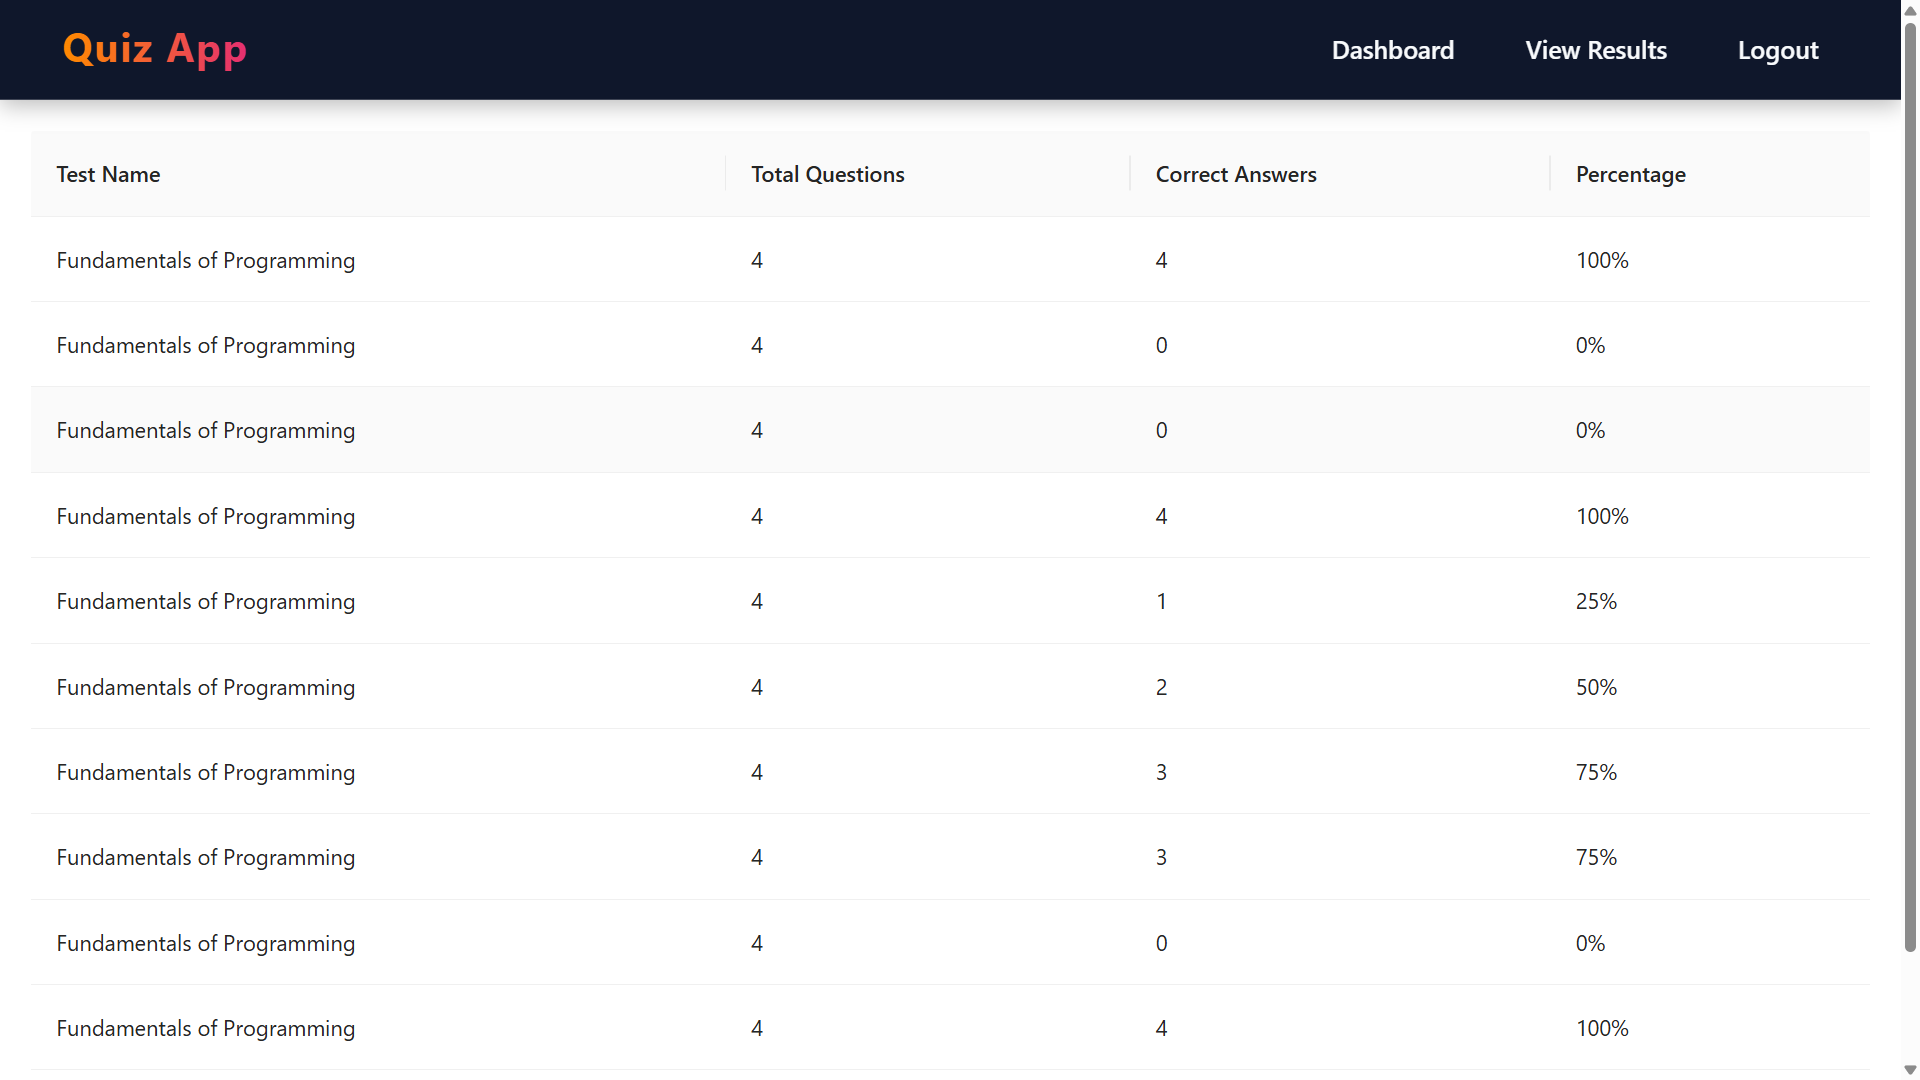 Quiz App Dashboard View Results Logout
Test Name Total Questions Correct Answers Percentage
Fundamentals of Programming 4 4 100%
Fundamentals of Programming 4 0 0%
Fundamentals of Programming 4 0 0%
Fundamentals of Programming 4 4 100%
Fundamentals of Programming 4 1 25%
Fundamentals of Programming 4 2 50%
Fundamentals of Programming 4 3 75%
Fundamentals of Programming 4 3 75%
Fundamentals of Programming 4 0 0%
Fundamentals of Programming 4 4 100%